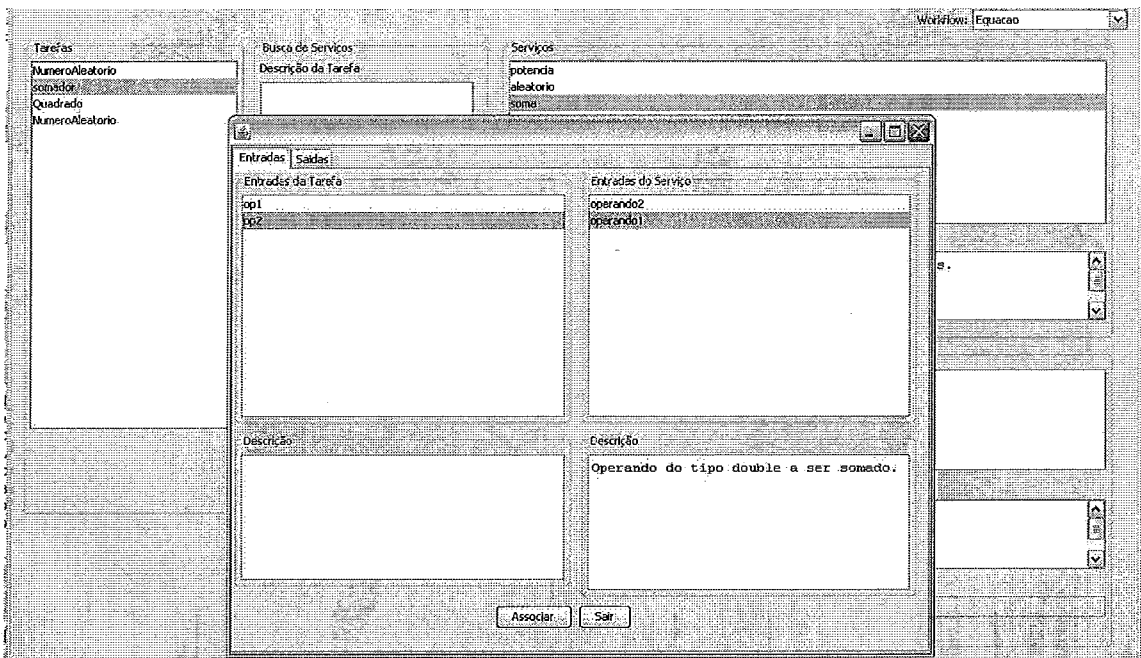 Workflow: Equacao
Tarefas
NumeroAleatorio
somador
Quadrado
NumeroAleatorio
Busca de Serviços
Descrição da Tarefa
Serviços
potencia
aleatorio
soma
s.
Entradas
Saidas
Entradas da Tarefa
op1
op2
Entradas do Serviço
operando2
operando1
Descrição
Descrição
Operando do tipo double a ser somado.
Associar
Sair